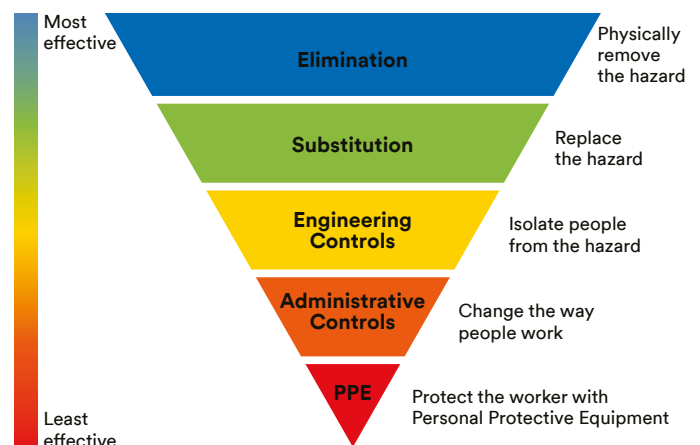 Most
effective
Elimination
Physically
remove
the hazard
Substitution
Replace
the hazard
Engineering
Controls
Isolate people
from the hazard
Administrative
Controls
Change the way
people work
PPE
Protect the worker with
Personal Protective Equipment
Least
effective